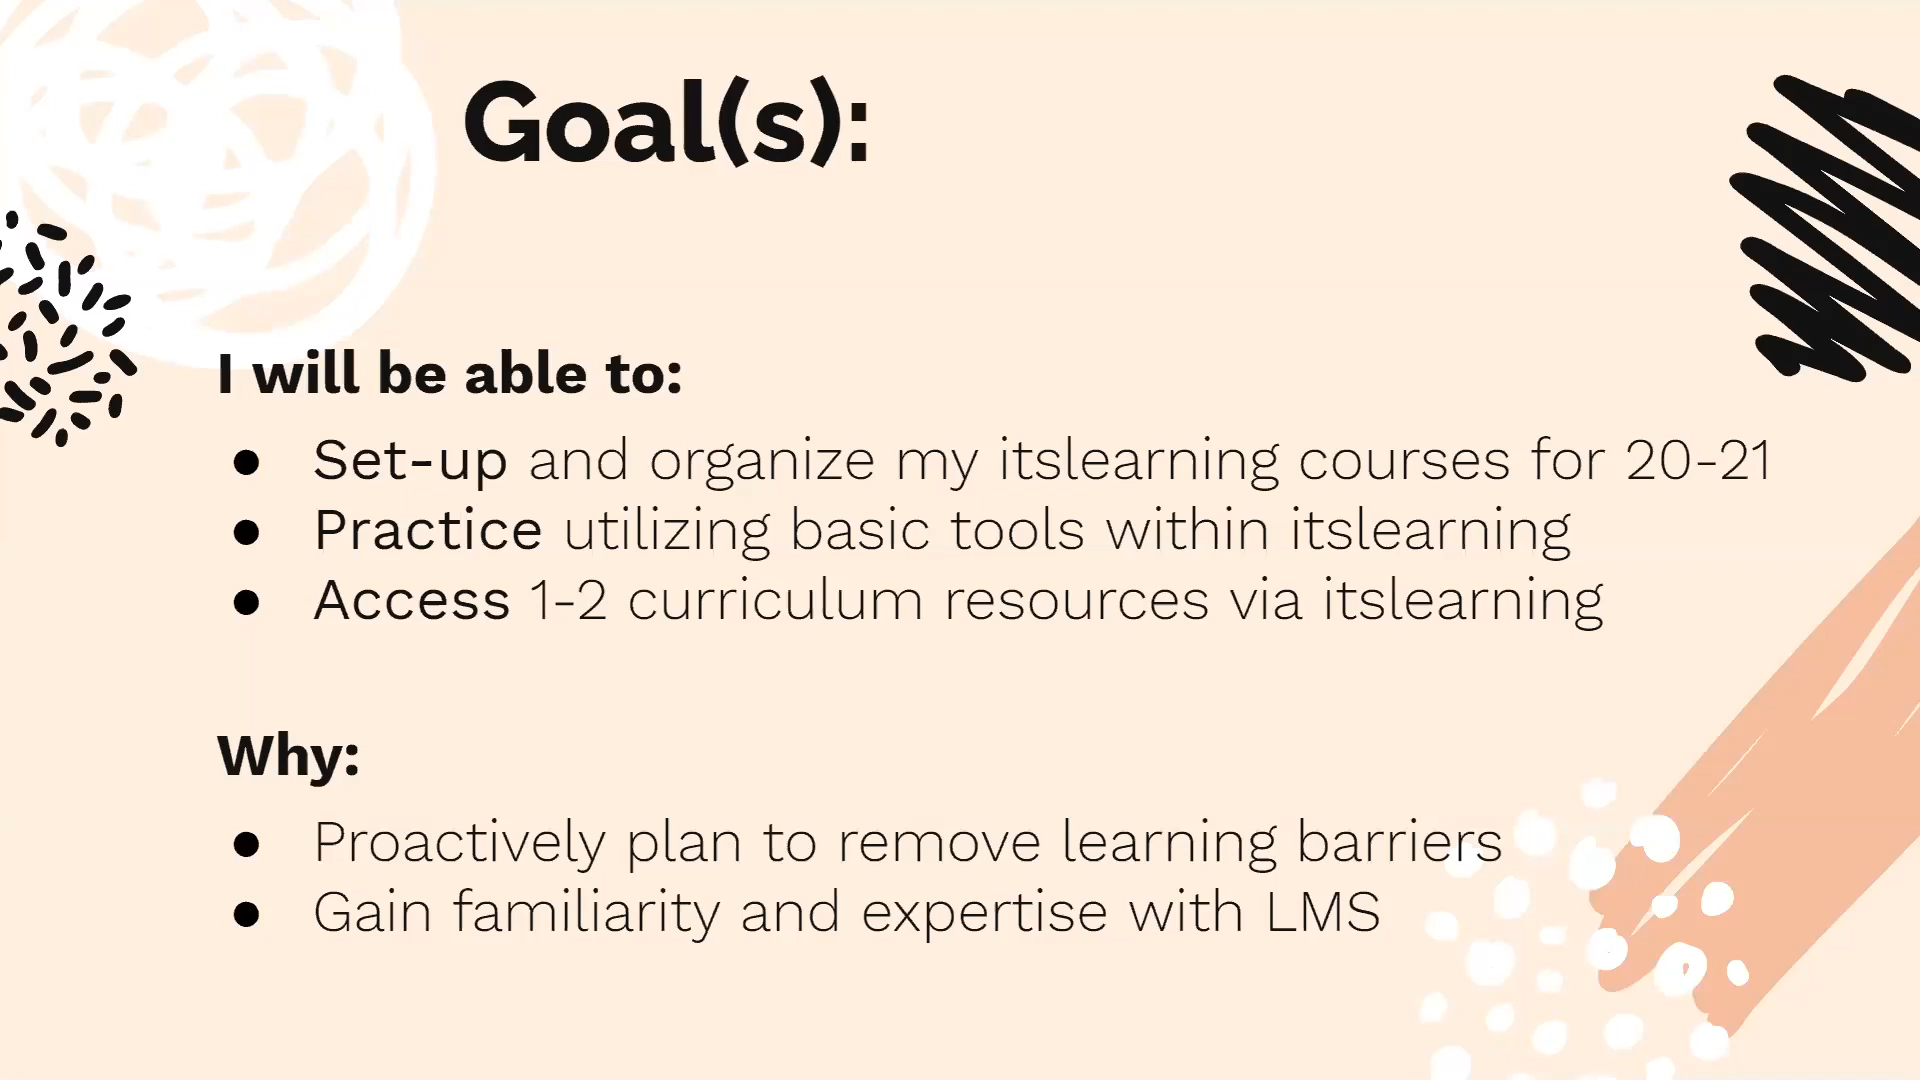 Goal(s):
I will be able to:
● Set-up and organize my itslearning courses for 20-21
● Practice utilizing basic tools within itslearning
● Access 1-2 curriculum resources via itslearning
Why:
● Proactively plan to remove learning barriers
● Gain familiarity and expertise with LMS